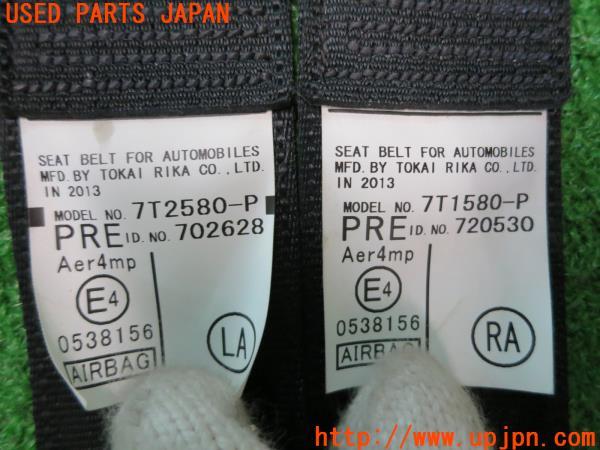 USED PARTS JAPAN
SEAT BELT FOR AUTOMOBILES
MFD. BY TOKAI RIKA CO., LTD.
IN 2013
MODEL NO. 7T2580-P
PRE ID. NO. 702628
Aer4mp
E4
0538156
AIRBAG
LA
SEAT BELT FOR AUTOMOBILES
MFD. BY TOKAI RIKA CO., LTD.
IN 2013
MODEL NO. 7T1580-P
PRE ID. NO. 720530
Aer4mp
E4
0538156
AIRBAG
RA
http://www.upjpn.com/